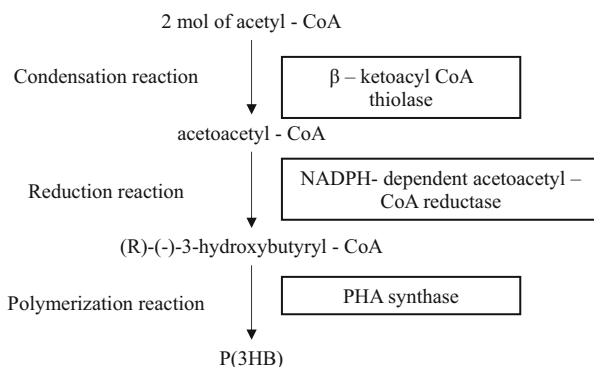 2 mol of acetyl - CoA
Condensation reaction
β – ketoacyl CoA
thiolase
acetoacetyl - CoA
Reduction reaction
NADPH- dependent acetoacetyl –
CoA reductase
(R)-(-)-3-hydroxybutyryl - CoA
Polymerization reaction
PHA synthase
P(3HB)